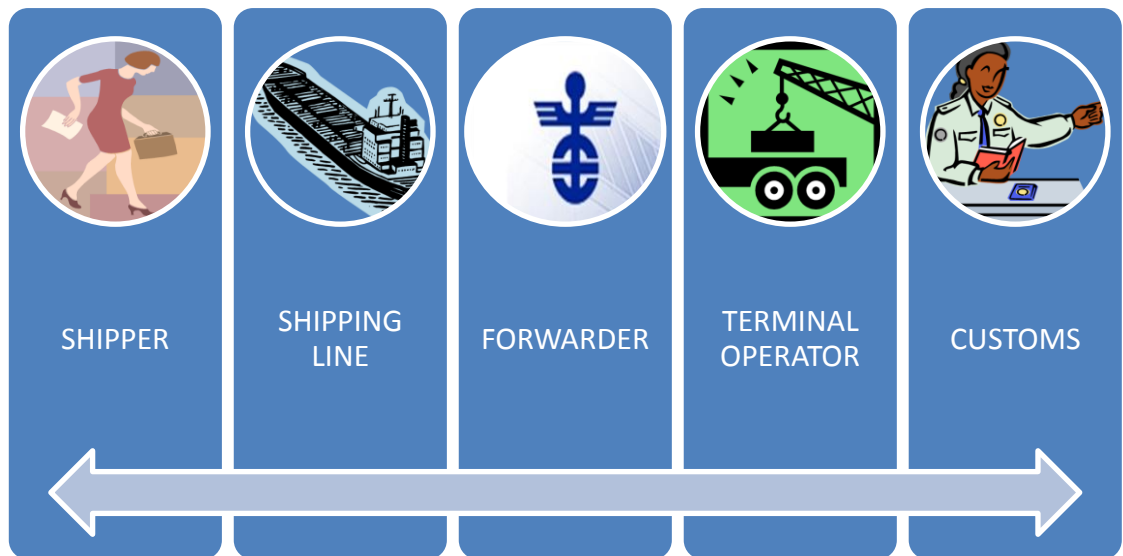 SHIPPER
SHIPPING
LINE
FORWARDER
TERMINAL
OPERATOR
CUSTOMS